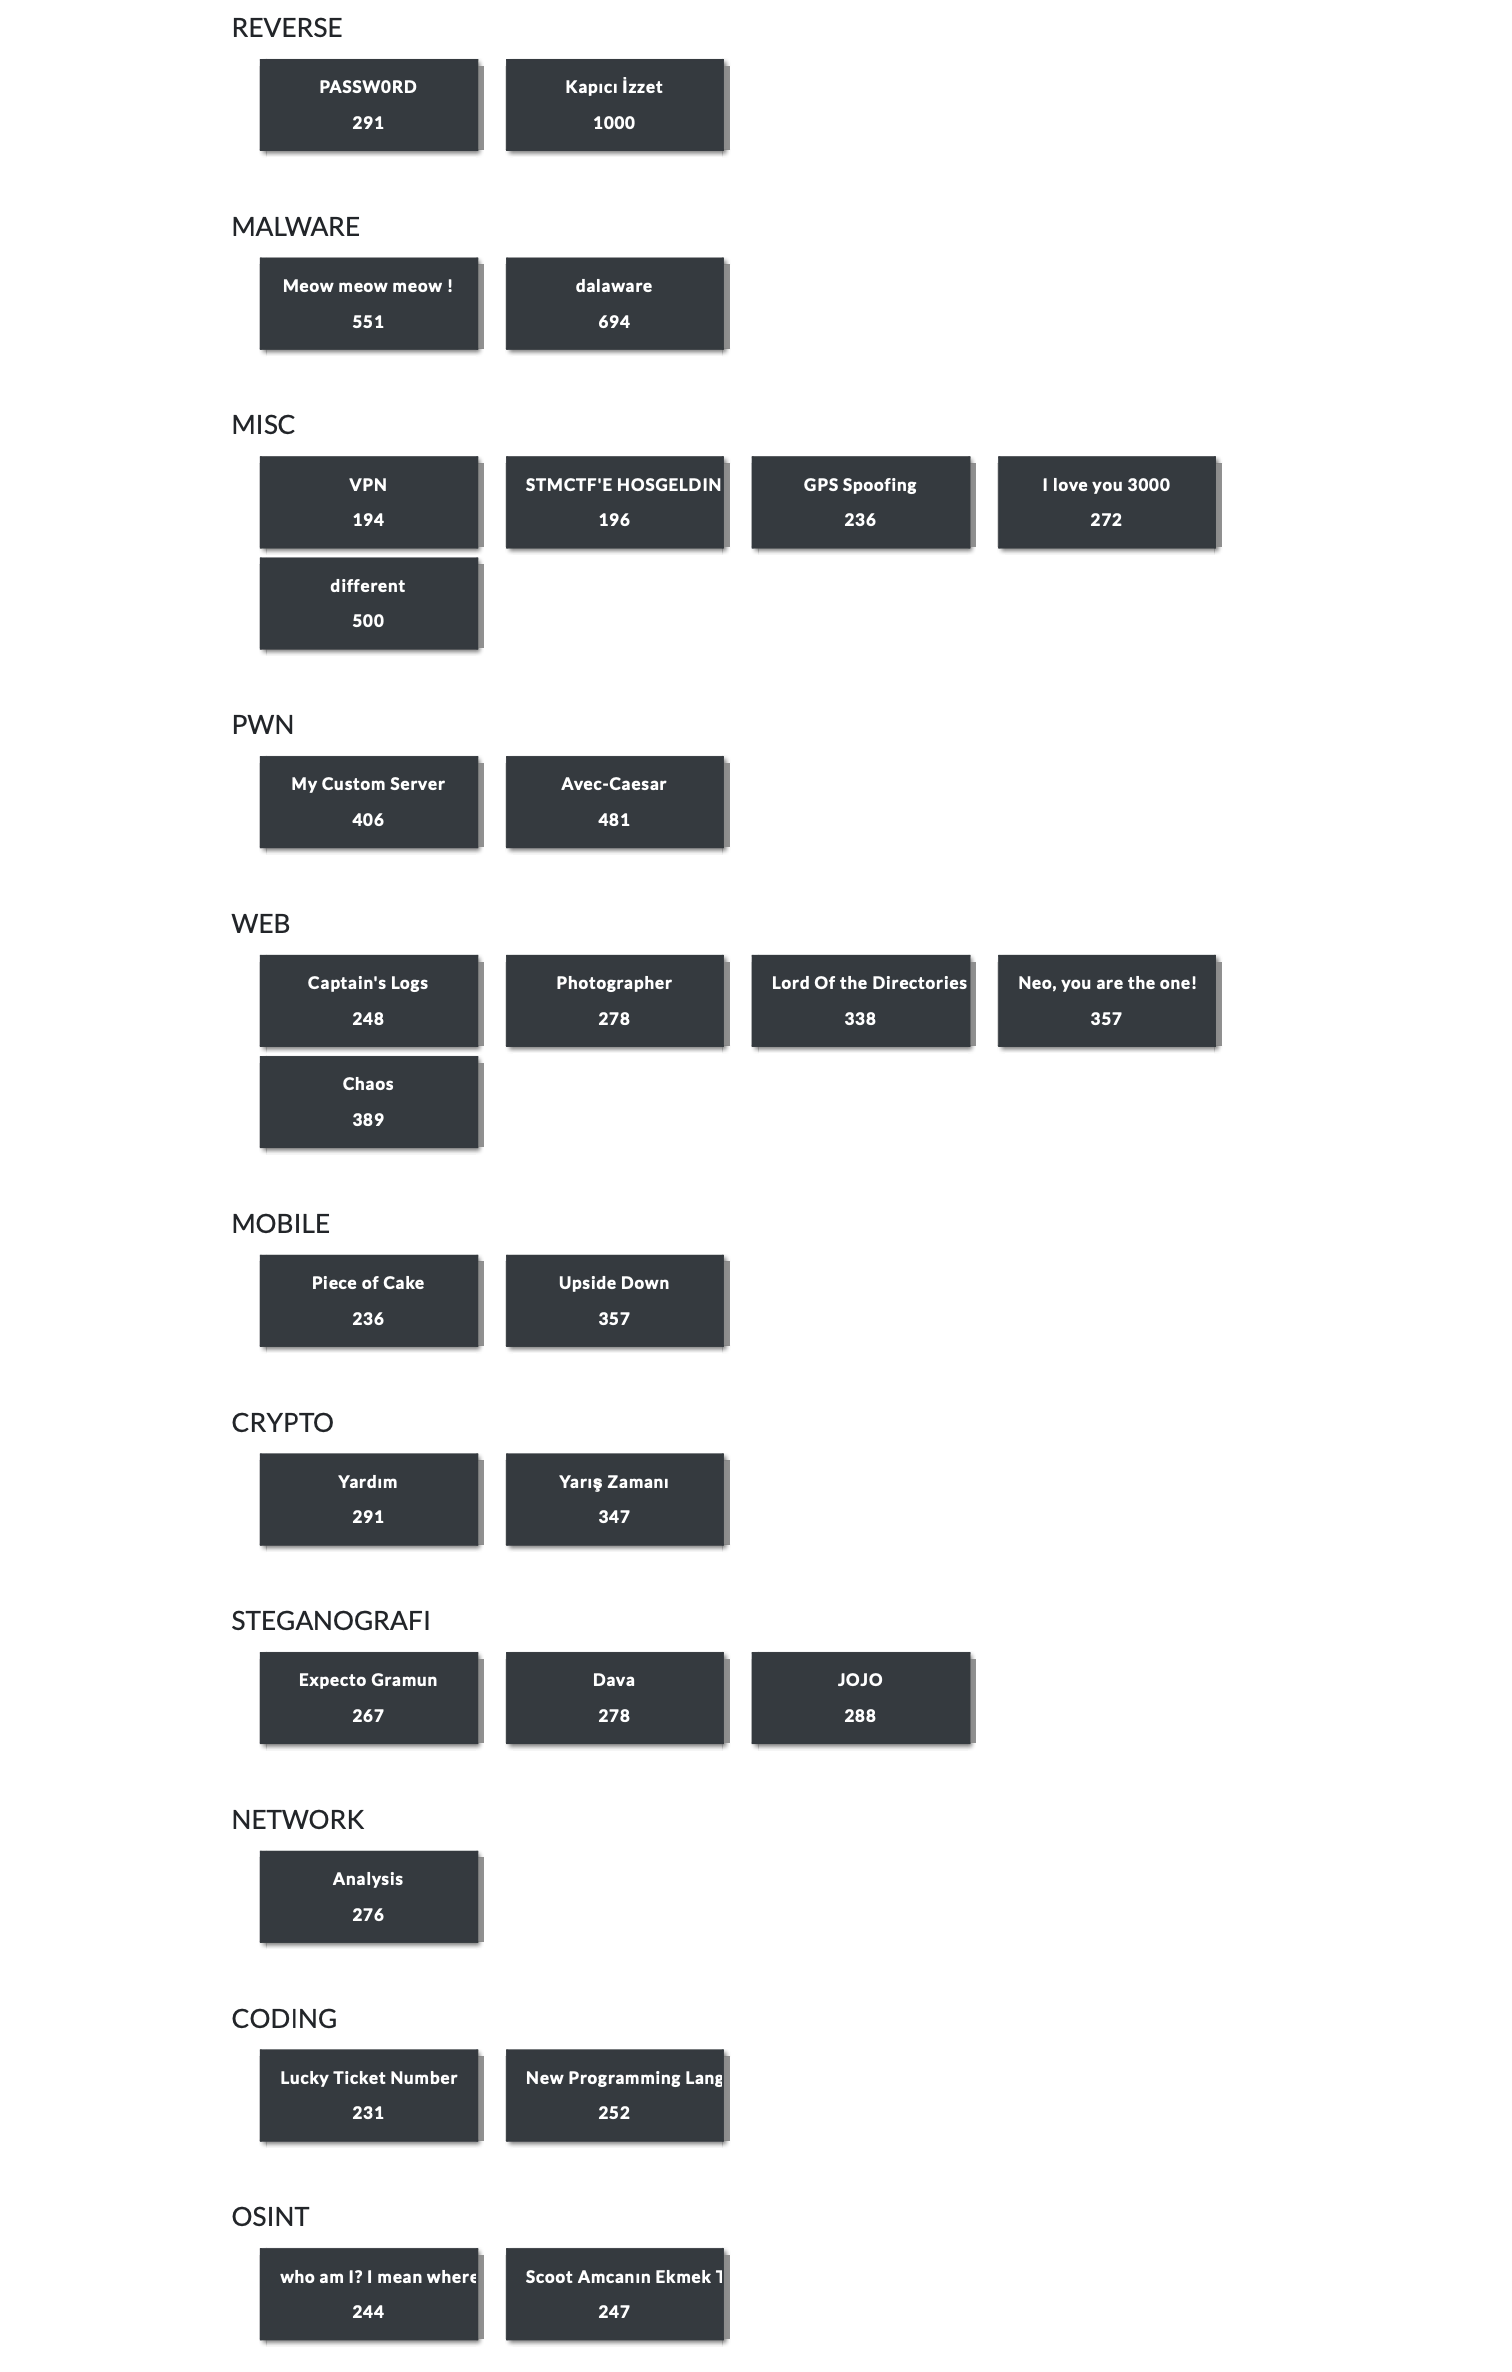 REVERSE
PASSW0RD
291
Kapıcı İzzet
1000
MALWARE
Meow meow meow !
551
dalaware
694
MISC
VPN
194
STMCTF'E HOSGELDIN
196
GPS Spoofing
236
I love you 3000
272
different
500
PWN
My Custom Server
406
Avec-Caesar
481
WEB
Captain's Logs
248
Photographer
278
Lord Of the Directories
338
Neo, you are the one!
357
Chaos
389
MOBILE
Piece of Cake
236
Upside Down
357
CRYPTO
Yardım
291
Yarış Zamanı
347
STEGANOGRAFI
Expecto Gramun
267
Dava
278
JOJO
288
NETWORK
Analysis
276
CODING
Lucky Ticket Number
231
New Programming Lang
252
OSINT
who am I? I mean where
244
Scoot Amcanın Ekmek T
247